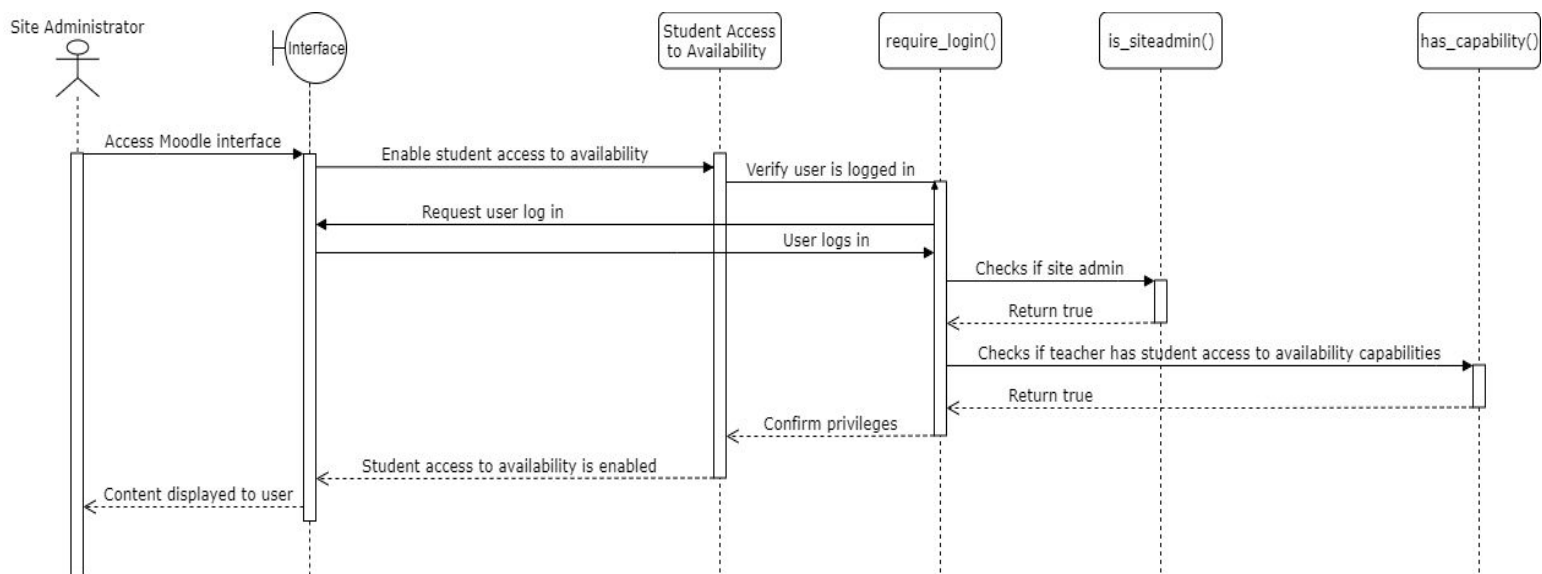 Site Administrator
Interface
Student Access
to Availability
require_login()
is_siteadmin()
has_capability()
Access Moodle interface
Enable student access to availability
Verify user is logged in
Request user log in
User logs in
Checks if site admin
Return true
Checks if teacher has student access to availability capabilities
Return true
Confirm privileges
Student access to availability is enabled
Content displayed to user